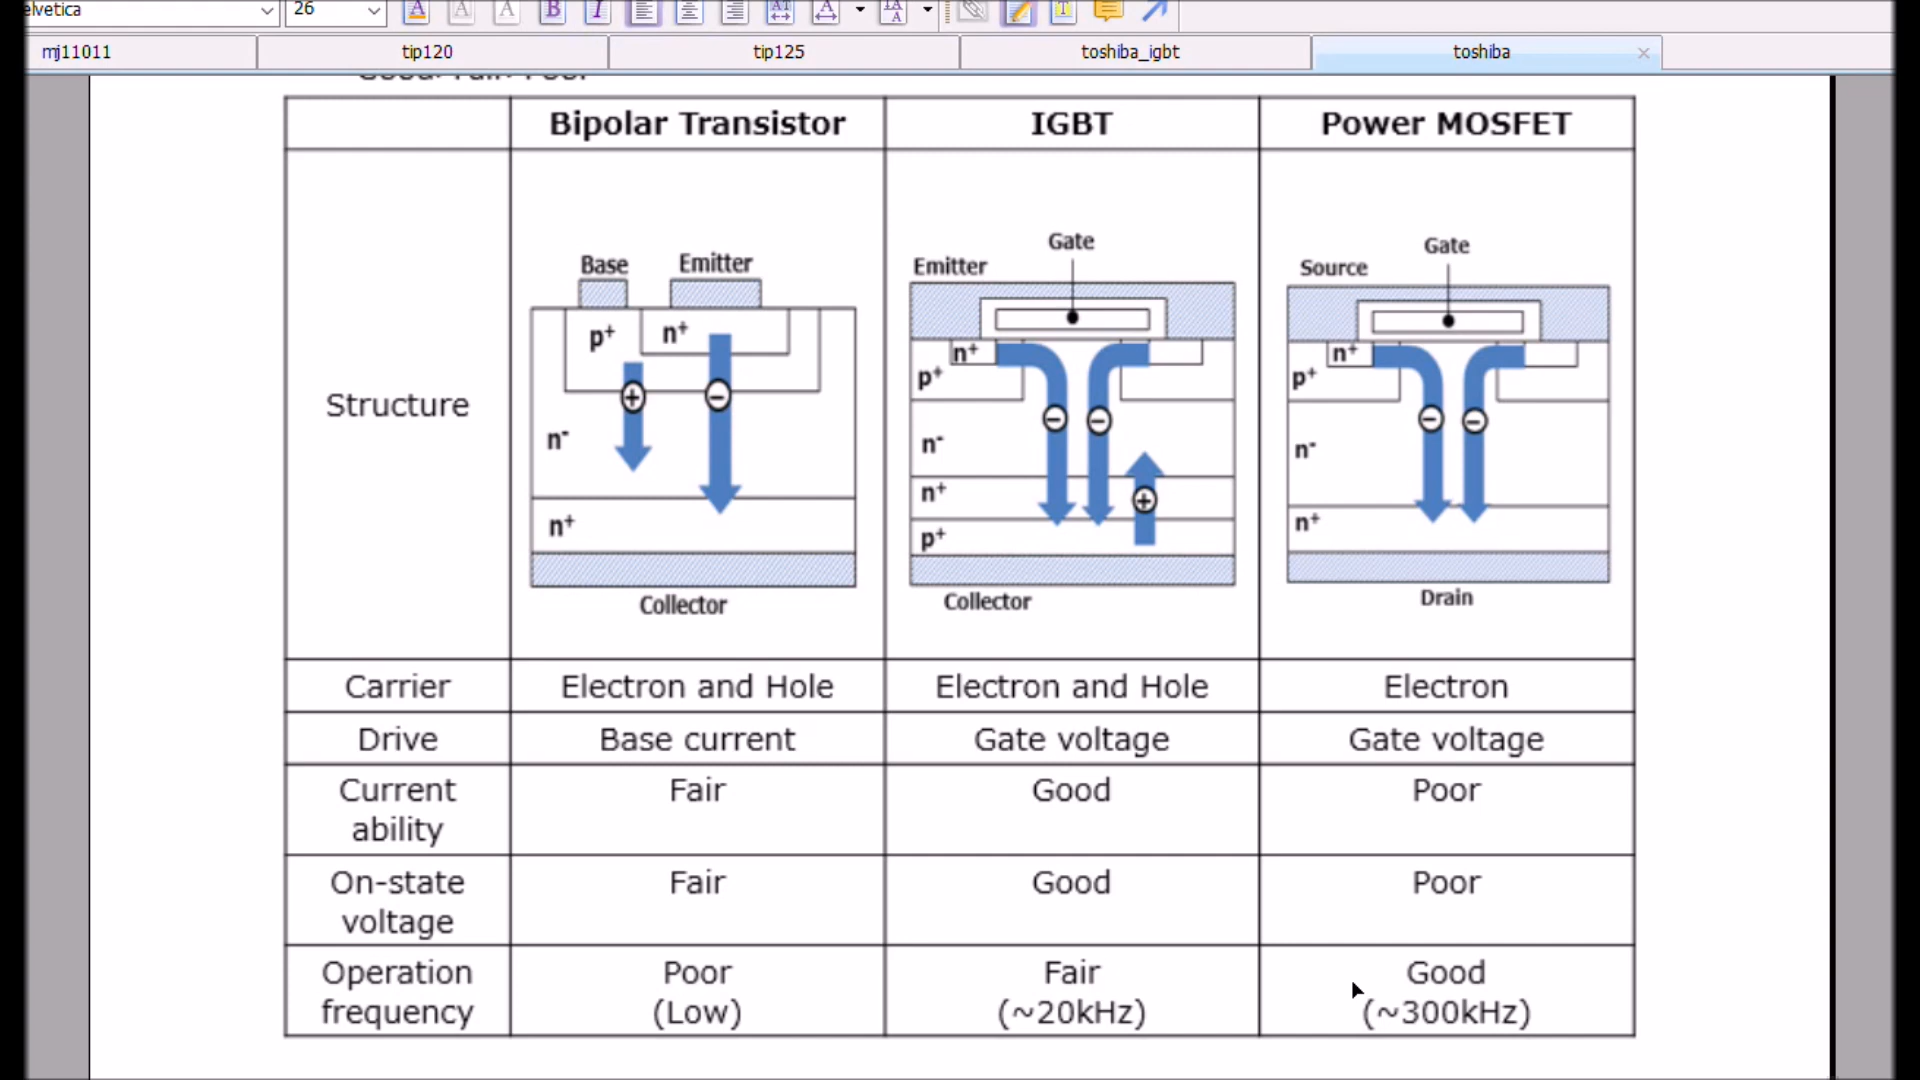 elvetica 26
mj11011 tip120 tip125 toshiba_igbt toshiba
Bipolar Transistor IGBT Power MOSFET
Structure
Base Emitter
p+ n+
+ −
n-
n+
Collector
Gate
Emitter
n+
p+
− −
n-
+
n+
p+
Collector
Gate
Source
n+
p+
− −
n-
n+
Drain
Carrier Electron and Hole Electron and Hole Electron
Drive Base current Gate voltage Gate voltage
Current ability Fair Good Poor
On-state voltage Fair Good Poor
Operation frequency Poor (Low) Fair (~20kHz) Good (~300kHz)